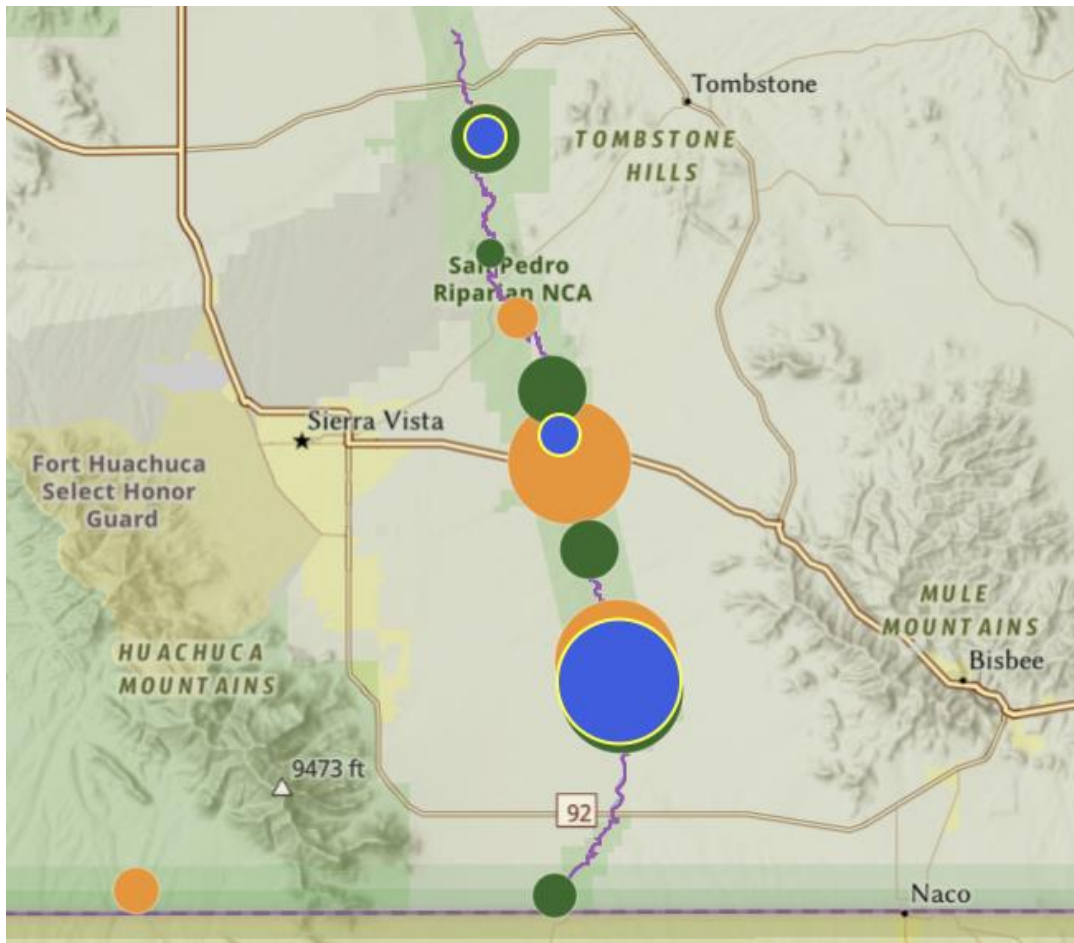 Tombstone
TOMBSTONE
HILLS
San Pedro
Riparian NCA
Sierra Vista
Fort Huachuca
Select Honor
Guard
MULE
MOUNTAINS
HUACHUCA
MOUNTAINS
Bisbee
9473 ft
92
Naco